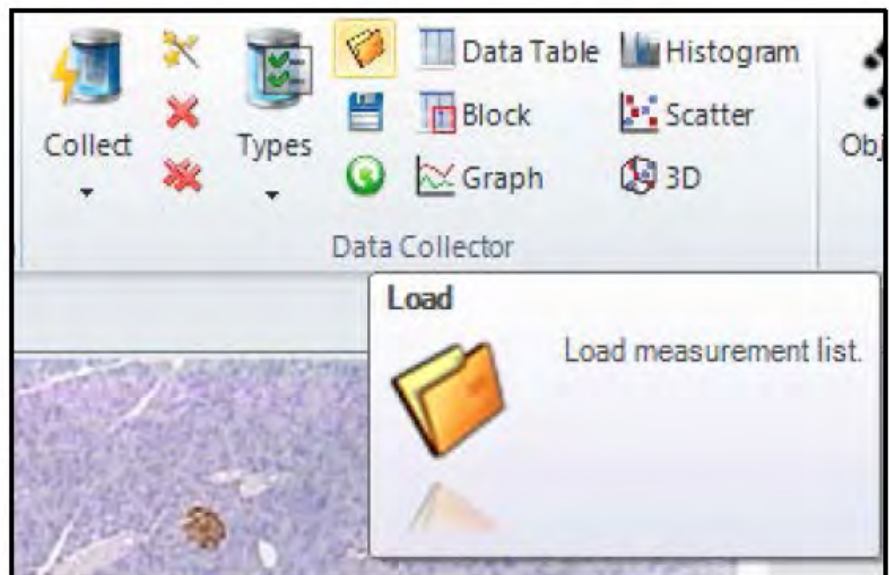 Data Table Histogram
Block Scatter
Collect Types Obj
Graph 3D
Data Collector
Load
Load measurement list.